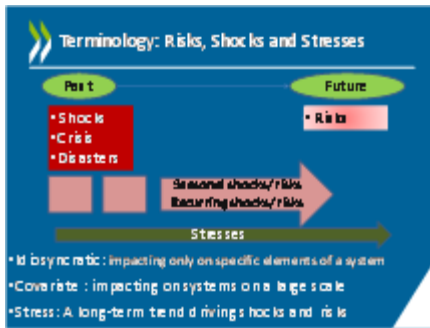 Terminology: Risks, Shocks and Stresses
Past
Future
• Shocks
• Crisis
• Disasters
• Risks
Seasonal shocks/risks
Recurring shocks/risks
Stresses
• Idiosyncratic: impacting only on specific elements of a system
• Covariate : impacting on systems on a large scale
• Stress: A long-term trend driving shocks and risks